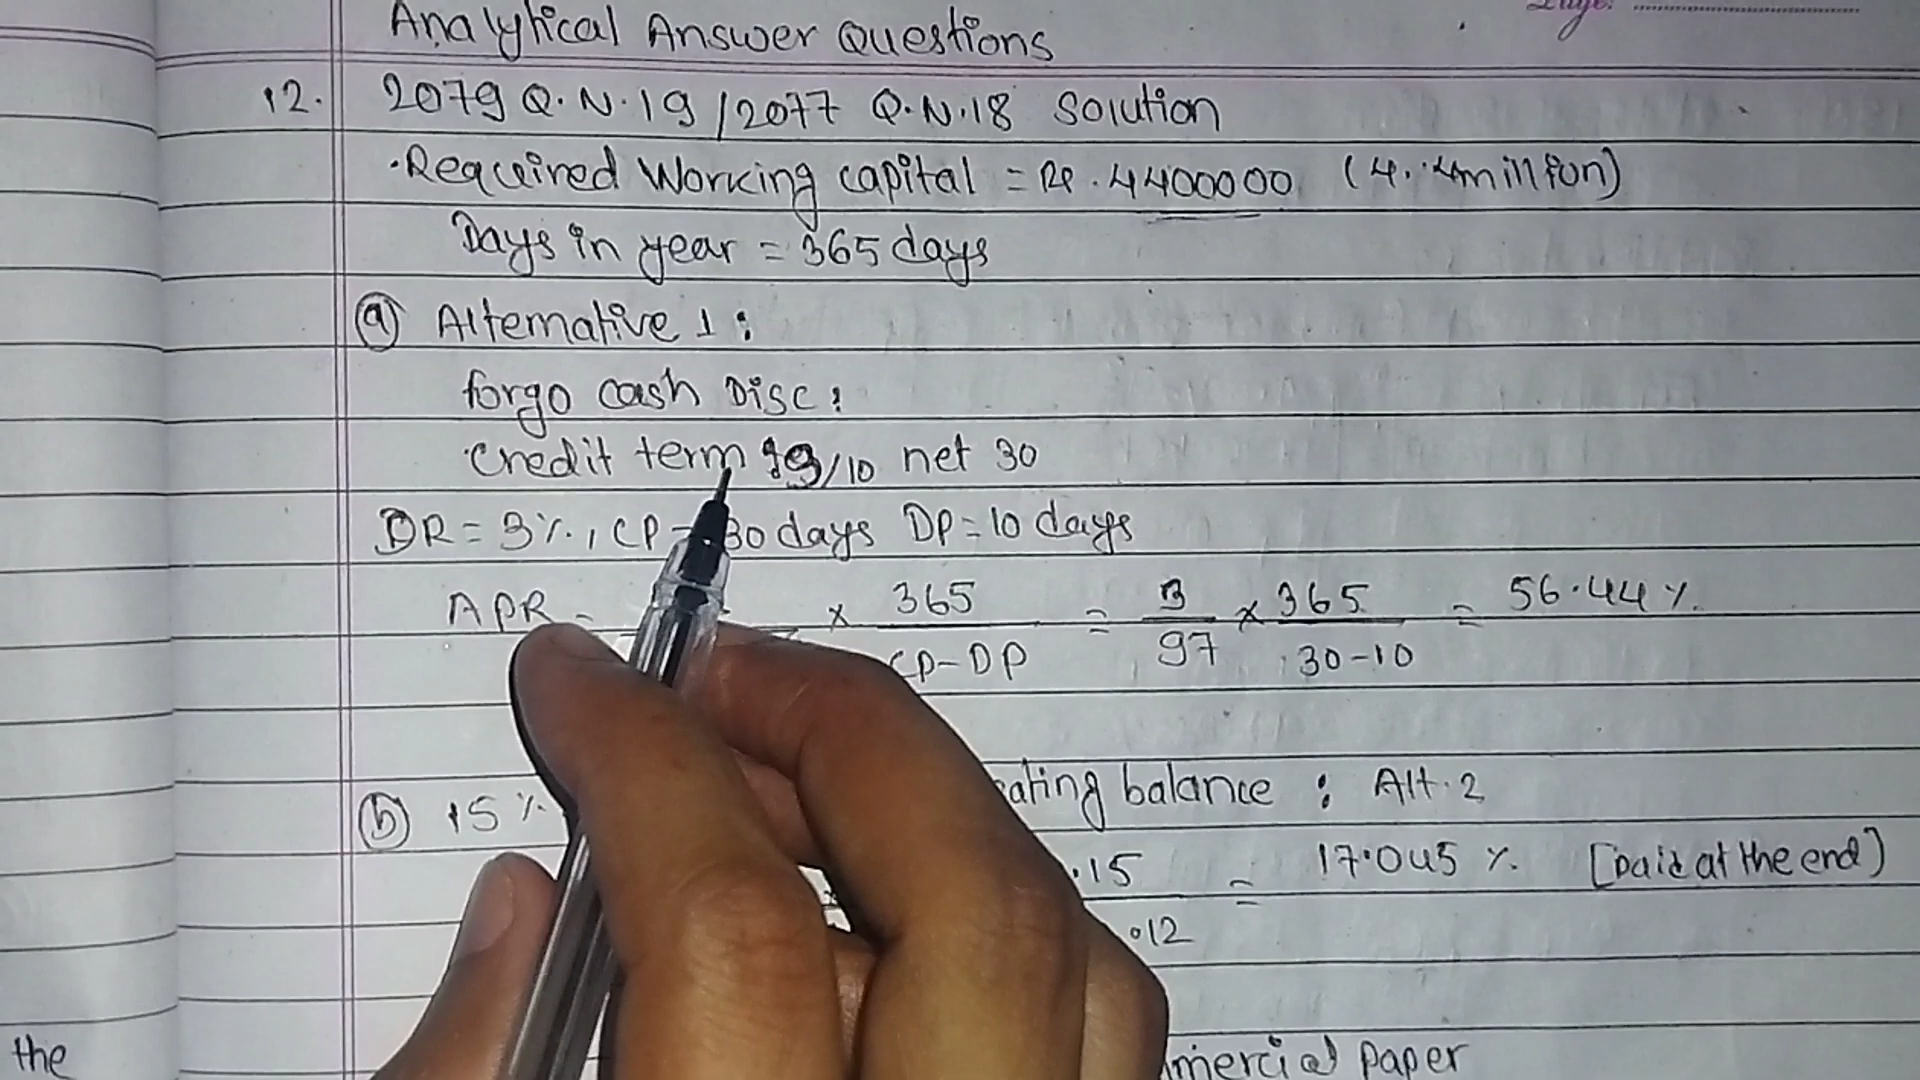 Page:
Analytical Answer Questions
12. 2079 Q.N.19/2077 Q.N.18 Solution
Required Working capital = Rs.4400000 (4.4million)
Days in year = 365 days
(a) Alternative 1:
forgo cash Disc:
Credit term 3/10 net 30
DR = 3%, CP = 30 days DP = 10 days
APR = × 365/CP-DP = 3/97 × 365/30-10 = 56.44%
(b) 15% balance : Alt.2
.15 = 17.045% [Paid at the end]
.12
the
paper